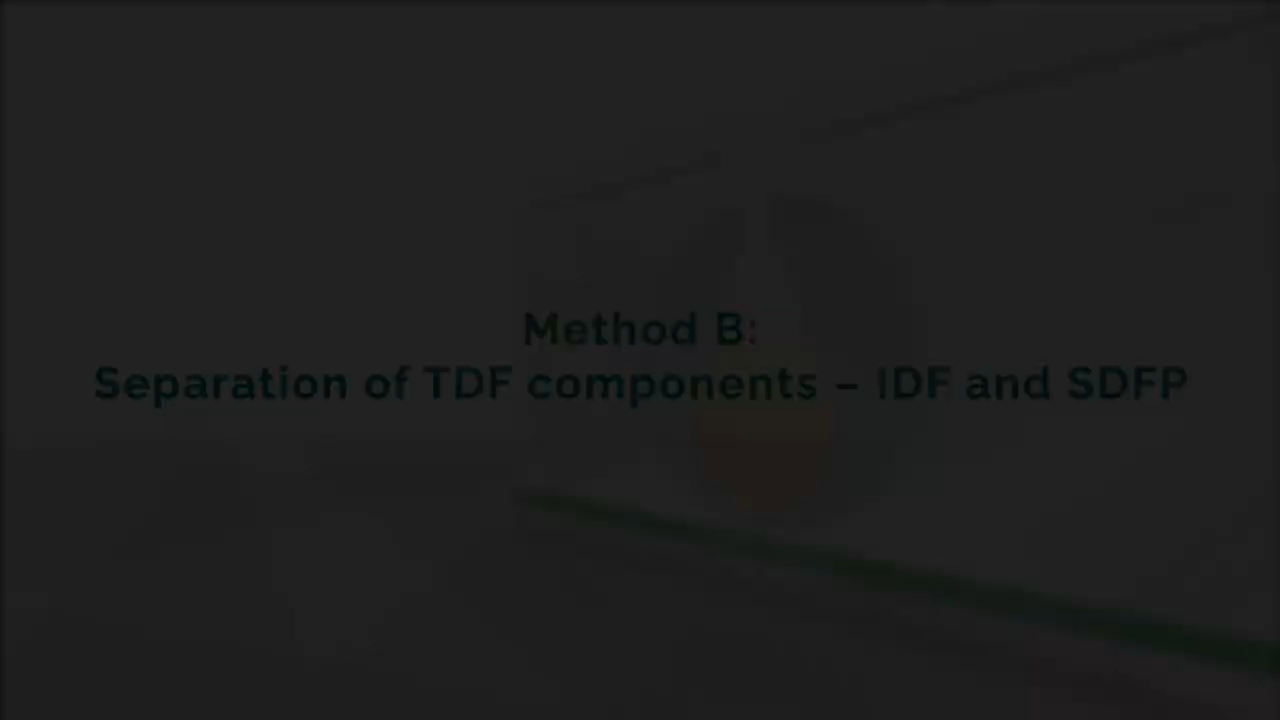 Method B:
Separation of TDF components – IDF and SDFP